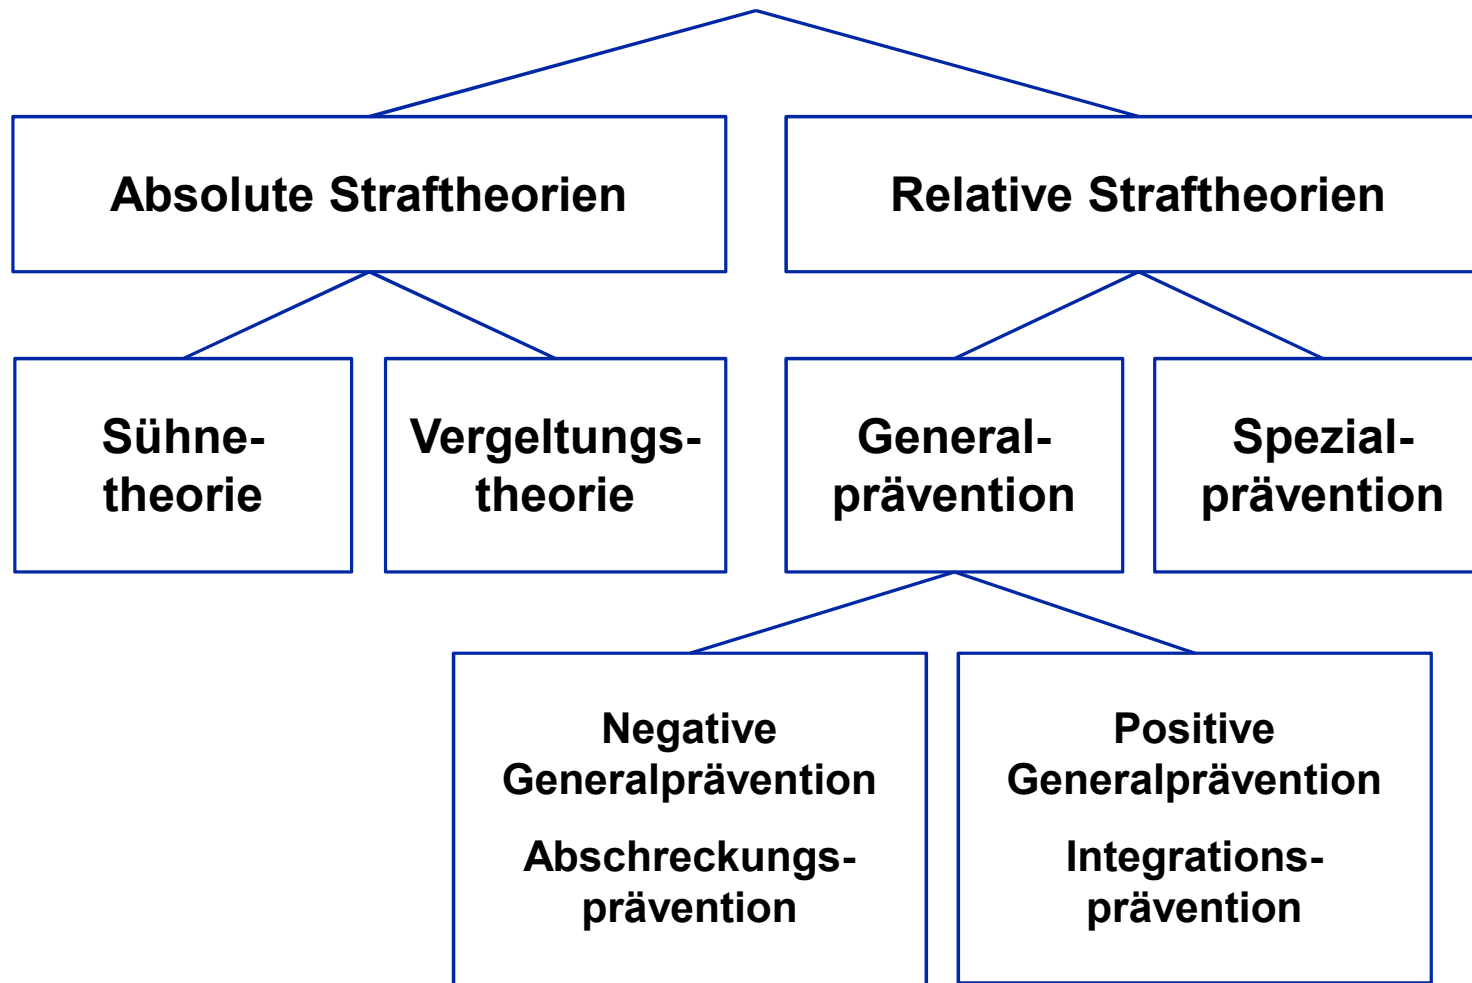 Absolute Straftheorien
Relative Straftheorien
Sühne-
theorie
Vergeltungs-
theorie
General-
prävention
Spezial-
prävention
Negative
Generalprävention
Abschreckungs-
prävention
Positive
Generalprävention
Integrations-
prävention